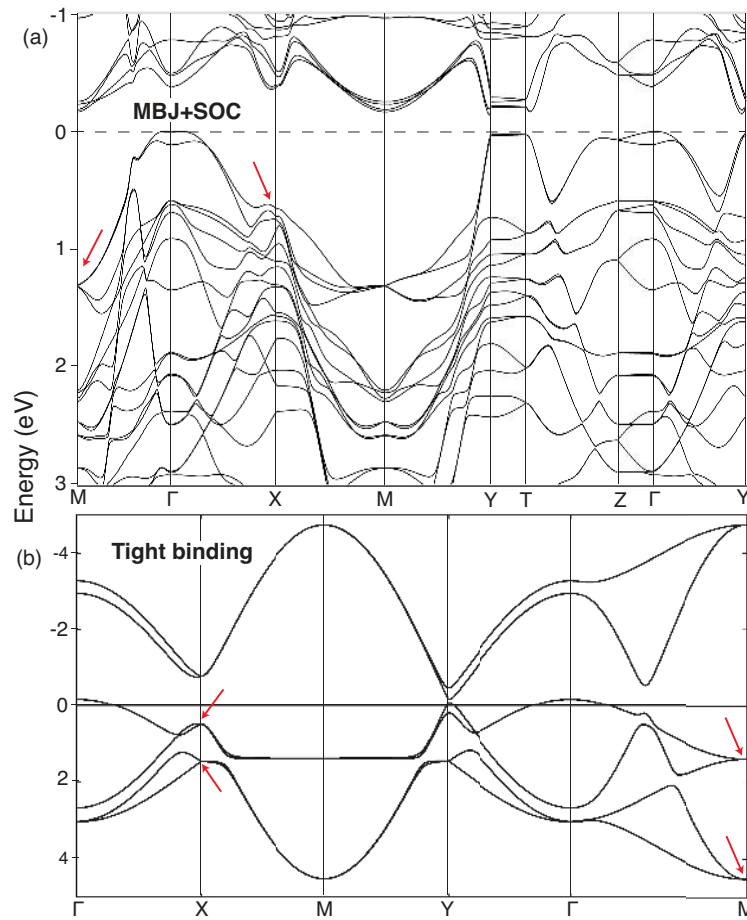 (a)
-1
MBJ+SOC
0
1
2
3
Energy (eV)
M Γ X M Y T Z Γ Y
(b)
Tight binding
-4
-2
0
2
4
Γ X M Y Γ M